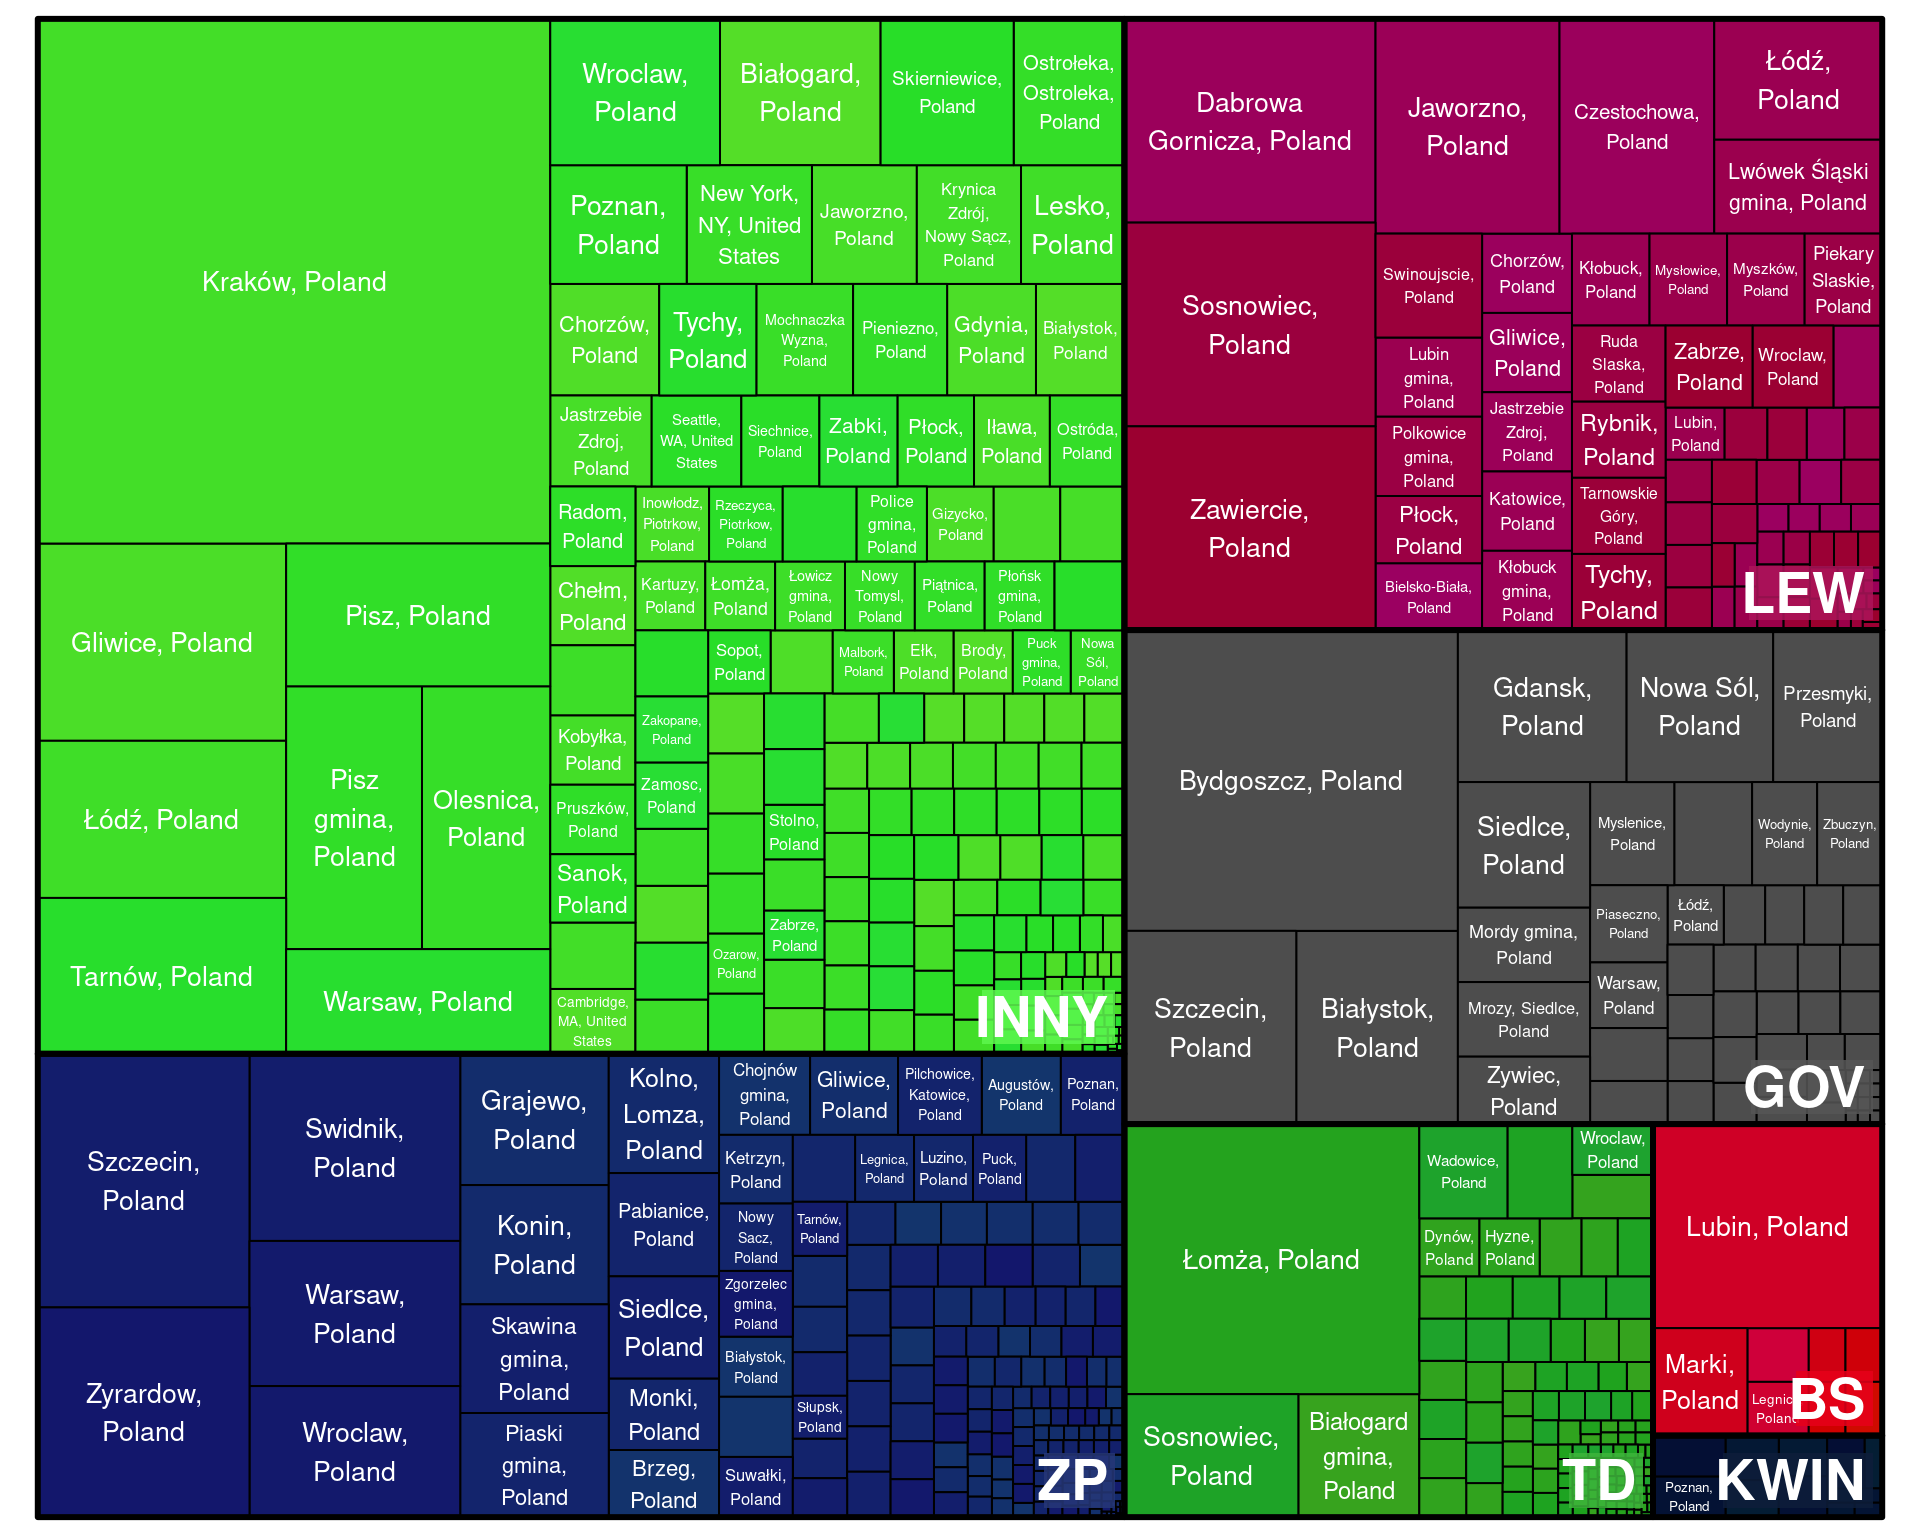 Kraków, Poland
Gliwice, Poland
Łódź, Poland
Tarnów, Poland
Pisz, Poland
Pisz
gmina,
Poland
Olesnica,
Poland
Warsaw, Poland
Wroclaw,
Poland
Białogard,
Poland
Skierniewice,
Poland
Ostrołeka,
Ostroleka,
Poland
Poznan,
Poland
New York,
NY, United
States
Jaworzno,
Poland
Krynica
Zdrój,
Nowy Sącz,
Poland
Lesko,
Poland
Chorzów,
Poland
Tychy,
Poland
Mochnaczka
Wyzna,
Poland
Pieniezno,
Poland
Gdynia,
Poland
Białystok,
Poland
Jastrzebie
Zdroj,
Poland
Seattle,
WA, United
States
Siechnice,
Poland
Zabki,
Poland
Płock,
Poland
Iława,
Poland
Ostróda,
Poland
Radom,
Poland
Inowłodz,
Piotrkow,
Poland
Rzeczyca,
Piotrkow,
Poland
Police
gmina,
Poland
Gizycko,
Poland
Chełm,
Poland
Kartuzy,
Poland
Łomża,
Poland
Łowicz
gmina,
Poland
Nowy
Tomysl,
Poland
Piątnica,
Poland
Płońsk
gmina,
Poland
Sopot,
Poland
Malbork,
Poland
Ełk,
Poland
Brody,
Poland
Puck
gmina,
Poland
Nowa
Sól,
Poland
Kobyłka,
Poland
Zakopane,
Poland
Pruszków,
Poland
Zamosc,
Poland
Stolno,
Poland
Sanok,
Poland
Zabrze,
Poland
Ozarow,
Poland
Cambridge,
MA, United
States
INNY
Dabrowa
Gornicza, Poland
Sosnowiec,
Poland
Zawiercie,
Poland
Jaworzno,
Poland
Czestochowa,
Poland
Łódź,
Poland
Lwówek Śląski
gmina, Poland
Swinoujscie,
Poland
Chorzów,
Poland
Kłobuck,
Poland
Mysłowice,
Poland
Myszków,
Poland
Piekary
Slaskie,
Poland
Lubin
gmina,
Poland
Gliwice,
Poland
Ruda
Slaska,
Poland
Zabrze,
Poland
Wroclaw,
Poland
Polkowice
gmina,
Poland
Jastrzebie
Zdroj,
Poland
Rybnik,
Poland
Lubin,
Poland
Płock,
Poland
Katowice,
Poland
Tarnowskie
Góry,
Poland
Bielsko-Biała,
Poland
Kłobuck
gmina,
Poland
Tychy,
Poland
LEW
Bydgoszcz, Poland
Szczecin,
Poland
Białystok,
Poland
Gdansk,
Poland
Nowa Sól,
Poland
Przesmyki,
Poland
Siedlce,
Poland
Myslenice,
Poland
Wodynie,
Poland
Zbuczyn,
Poland
Mordy gmina,
Poland
Piaseczno,
Poland
Łódź,
Poland
Mrozy, Siedlce,
Poland
Warsaw,
Poland
Zywiec,
Poland
GOV
Szczecin,
Poland
Zyrardow,
Poland
Swidnik,
Poland
Warsaw,
Poland
Wroclaw,
Poland
Grajewo,
Poland
Konin,
Poland
Skawina
gmina,
Poland
Piaski
gmina,
Poland
Kolno,
Lomza,
Poland
Pabianice,
Poland
Siedlce,
Poland
Monki,
Poland
Brzeg,
Poland
Chojnów
gmina,
Poland
Gliwice,
Poland
Pilchowice,
Katowice,
Poland
Augustów,
Poland
Poznan,
Poland
Ketrzyn,
Poland
Legnica,
Poland
Luzino,
Poland
Puck,
Poland
Nowy
Sacz,
Poland
Tarnów,
Poland
Zgorzelec
gmina,
Poland
Białystok,
Poland
Słupsk,
Poland
Suwałki,
Poland
ZP
Łomża, Poland
Sosnowiec,
Poland
Białogard
gmina,
Poland
Wadowice,
Poland
Wroclaw,
Poland
Dynów,
Poland
Hyzne,
Poland
TD
Lubin, Poland
Marki,
Poland
Legnic
Poland
BS
Poznan,
Poland
KWIN